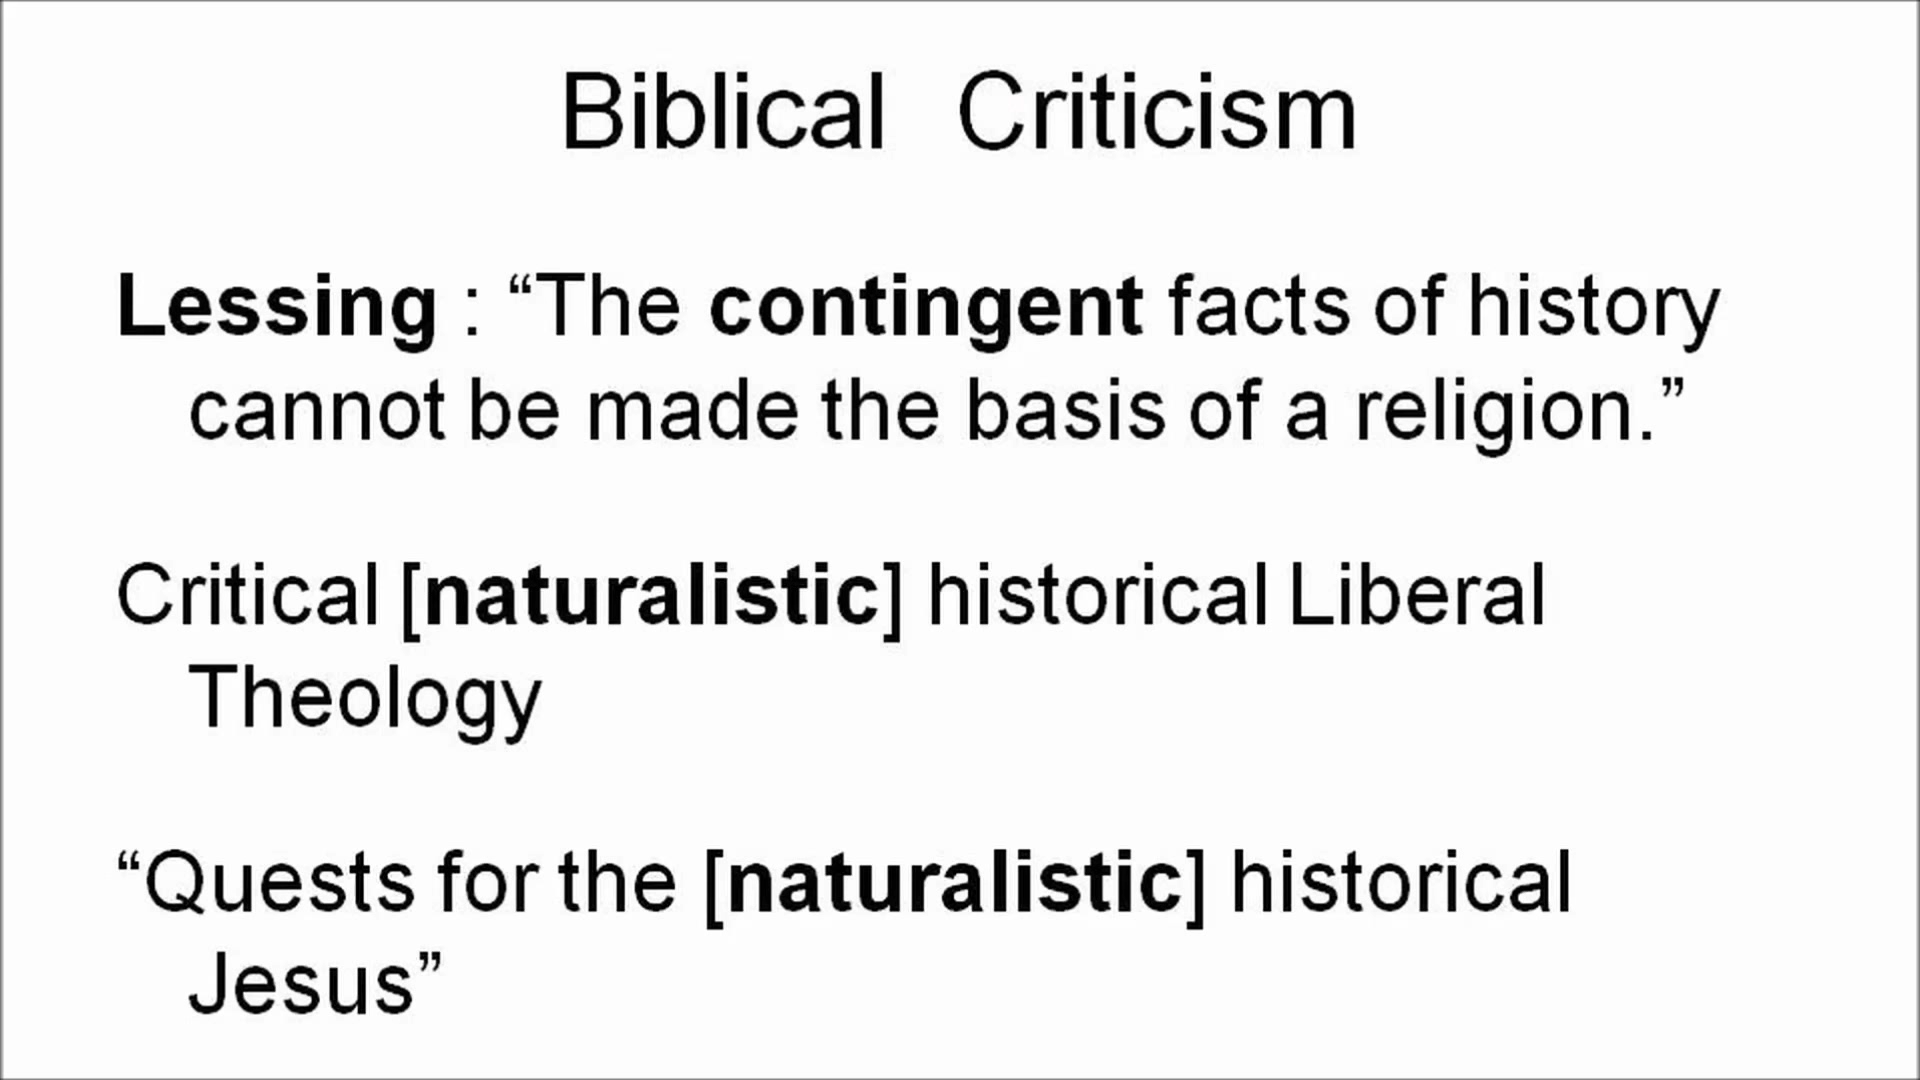 Biblical Criticism
Lessing : “The contingent facts of history
cannot be made the basis of a religion.”
Critical [naturalistic] historical Liberal
Theology
“Quests for the [naturalistic] historical
Jesus”